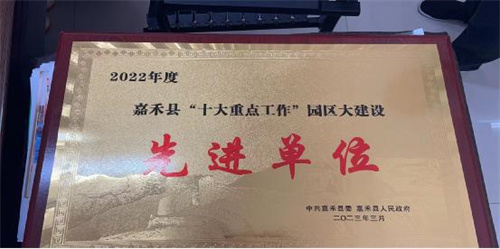 2022年度
嘉禾县“十大重点工作”园区大建设
先进单位
中共嘉禾县委 嘉禾县人民政府
二〇二三年三月